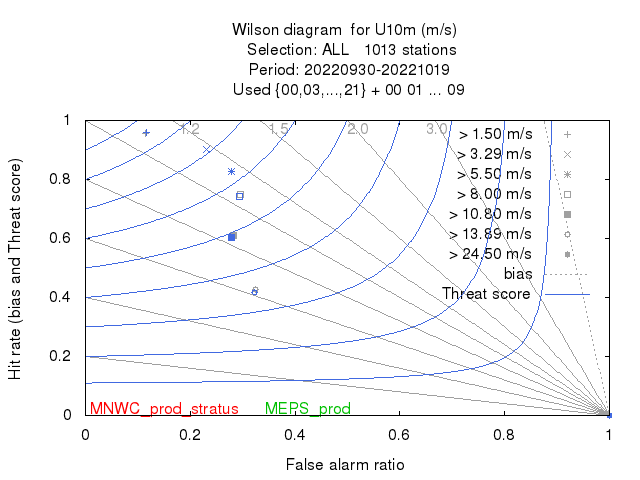 Wilson diagram for U10m (m/s)
Selection: ALL 1013 stations
Period: 20220930-20221019
Used {00,03,...,21} + 00 01 ... 09
Hit rate (bias and Threat score)
1
0.8
0.6
0.4
0.2
0
1.2 1.5 2.0 3.0
> 1.50 m/s
> 3.29 m/s
> 5.50 m/s
> 8.00 m/s
> 10.80 m/s
> 13.89 m/s
> 24.50 m/s
bias
Threat score
MNWC_prod_stratus MEPS_prod
0 0.2 0.4 0.6 0.8 1
False alarm ratio